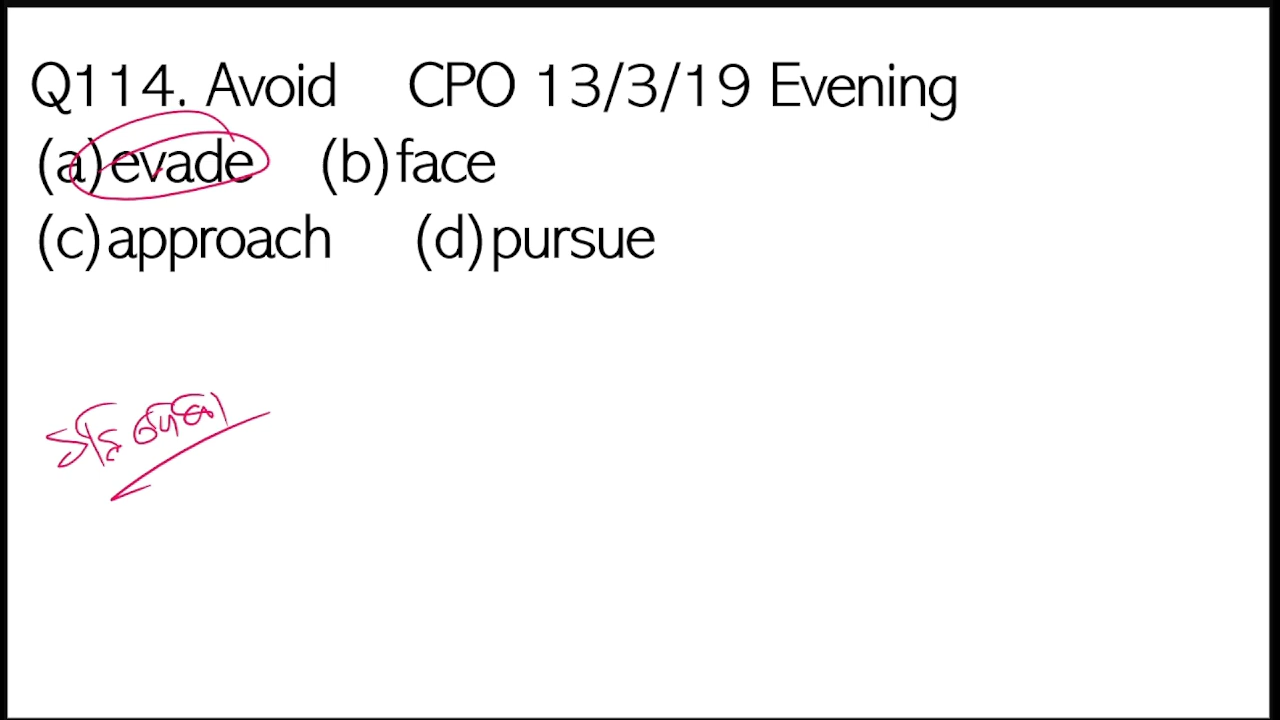 Q114. Avoid CPO 13/3/19 Evening
(a)evade (b)face
(c)approach (d)pursue